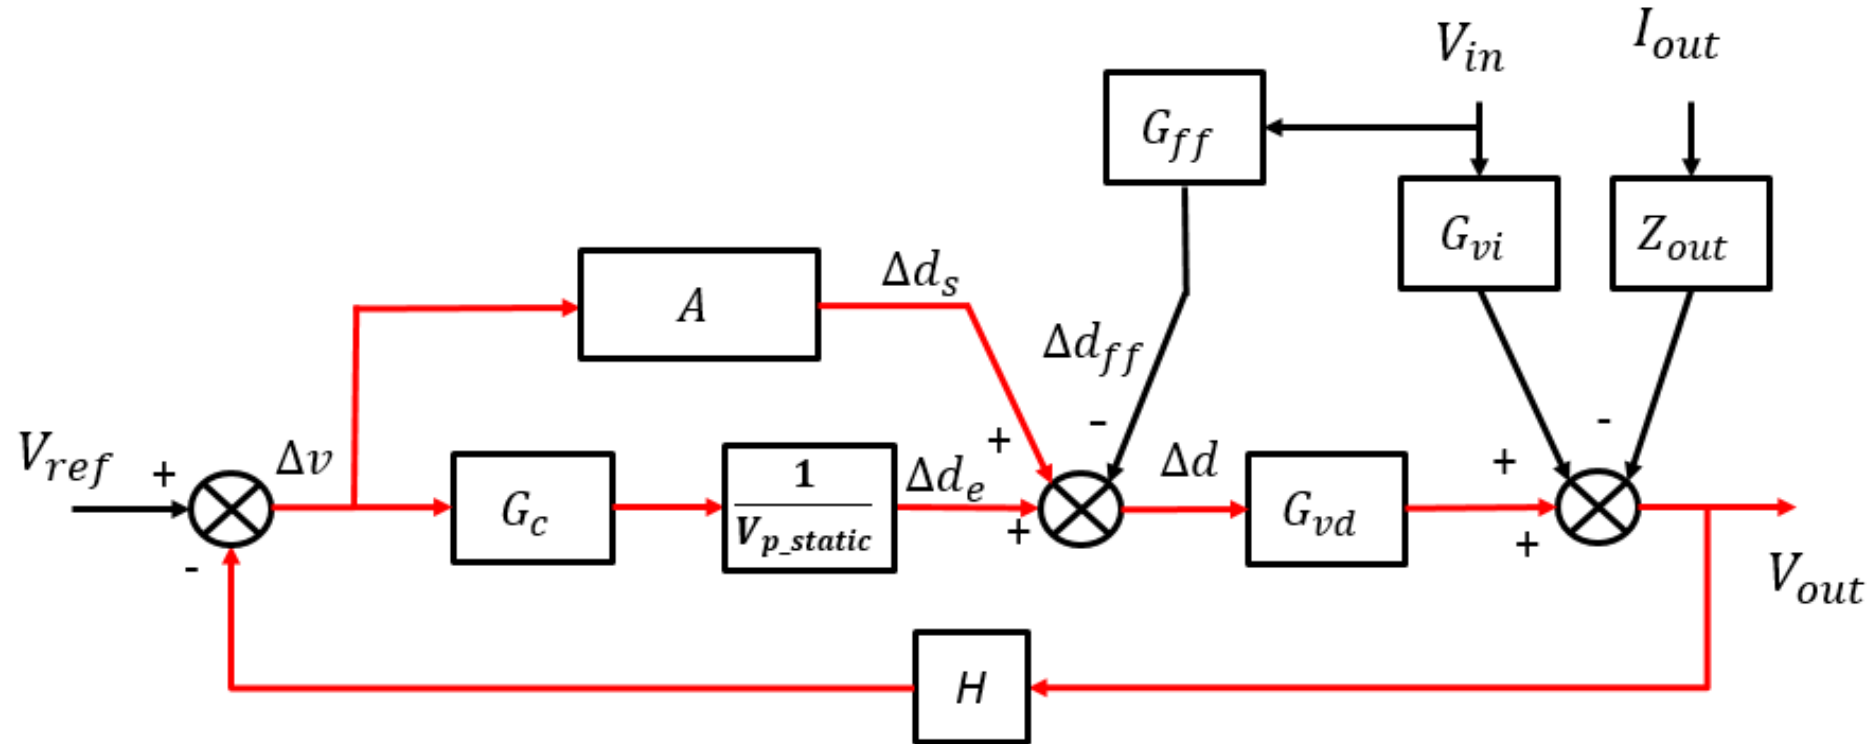 V_in
I_out
G_ff
G_vi
Z_out
A
Δd_s
Δd_ff
-
-
V_ref
+
Δv
G_c
1
V_p_static
Δd_e
+
+
Δd
G_vd
+
+
V_out
-
H